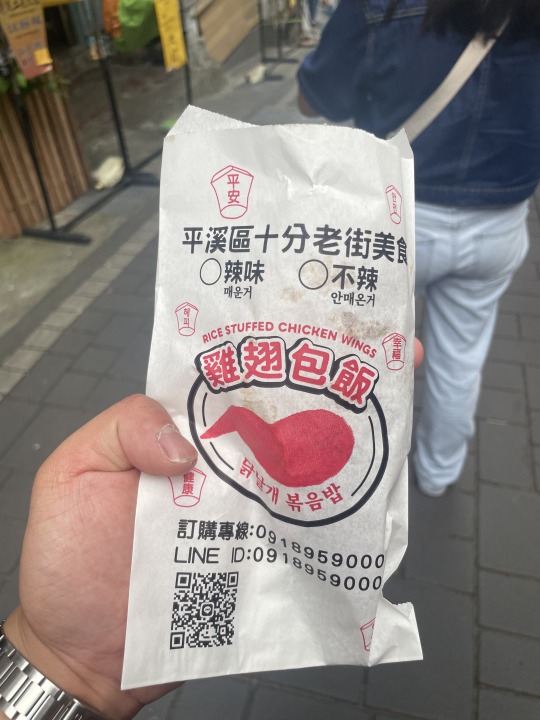 平安
平溪區十分老街美食
○辣味 ○不辣
매운거 안매운거
해피
幸福
RICE STUFFED CHICKEN WINGS
雞翅包飯
닭날개 볶음밥
健康
訂購專線:0918959000
LINE ID:0918959000